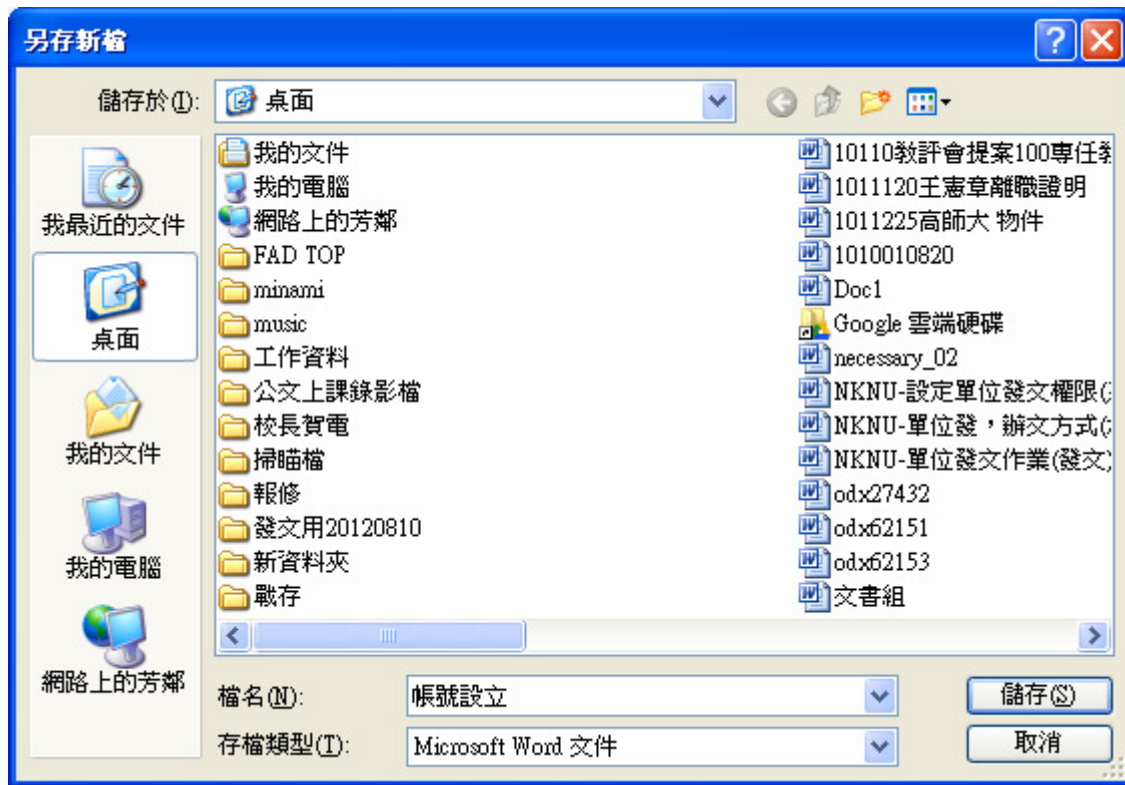 另存新檔
儲存於(I):
桌面
我最近的文件
桌面
我的文件
我的電腦
網路上的芳鄰
我的文件
我的電腦
網路上的芳鄰
FAD TOP
minami
music
工作資料
公文上課錄影檔
校長賀電
掃瞄檔
報修
發文用20120810
新資料夾
戰存
10110教評會提案100專任
1011120王憲章離職證明
1011225高師大 物件
1010010820
Doc1
Google 雲端硬碟
necessary_02
NKNU-設定單位發文權限(
NKNU-單位發，辦文方式(
NKNU-單位發文作業(發文)
odx27432
odx62151
odx62153
文書組
檔名(N):
帳號設立
儲存(S)
存檔類型(T):
Microsoft Word 文件
取消